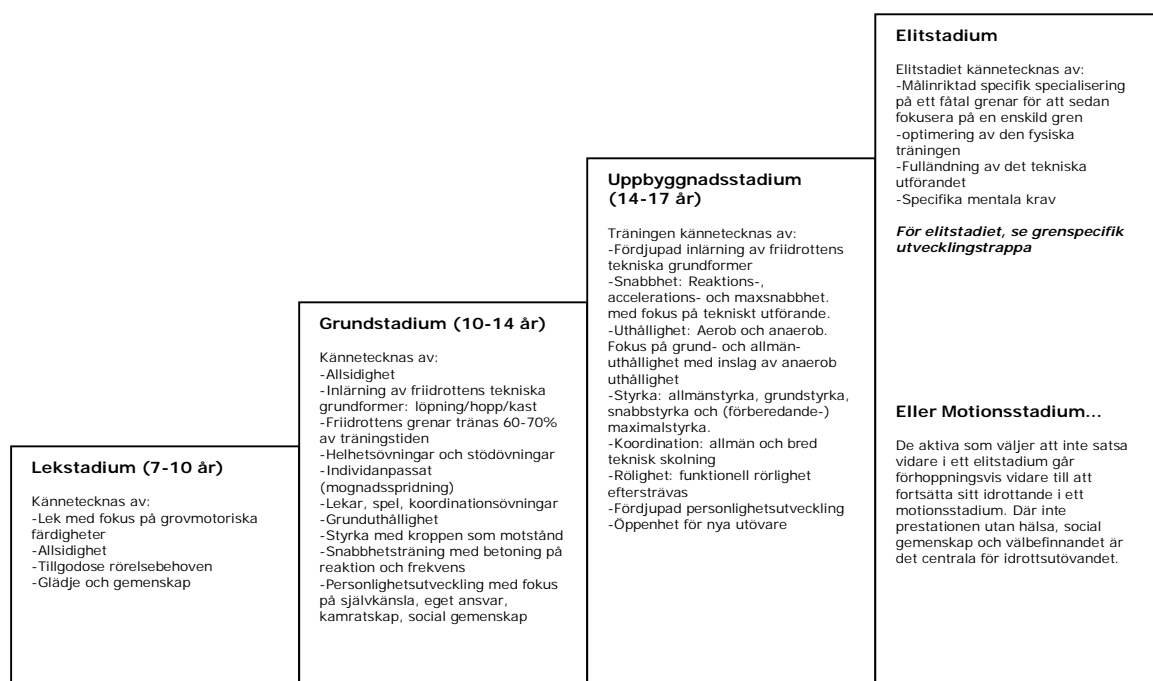 Lekstadium (7-10 år)
Kännetecknas av:
-Lek med fokus på grovmotoriska
färdigheter
-Allsidighet
-Tillgodose rörelsebehoven
-Glädje och gemenskap
Grundstadium (10-14 år)
Kännetecknas av:
-Allsidighet
-Inlärning av friidrottens tekniska
grundformer: löpning/hopp/kast
-Friidrottens grenar tränas 60-70%
av träningstiden
-Helhetsövningar och stödövningar
-Individanpassat
(mognadsspridning)
-Lekar, spel, koordinationsövningar
-Grunduthållighet
-Styrka med kroppen som motstånd
-Snabbhetsträning med betoning på
reaktion och frekvens
-Personlighetsutveckling med fokus
på självkänsla, eget ansvar,
kamratskap, social gemenskap
Uppbyggnadsstadium
(14-17 år)
Träningen kännetecknas av:
-Fördjupad inlärning av friidrottens
tekniska grundformer
-Snabbhet: Reaktions-,
accelerations- och maxsnabbhet.
med fokus på tekniskt utförande.
-Uthållighet: Aerob och anaerob.
Fokus på grund- och allmän-
uthållighet med inslag av anaerob
uthållighet
-Styrka: allmänstyrka, grundstyrka,
snabbstyrka och (förberedande-)
maximalstyrka.
-Koordination: allmän och bred
teknisk skolning
-Rölighet: funktionell rörlighet
eftersträvas
-Fördjupad personlighetsutveckling
-Öppenhet för nya utövare
Elitstadium
Elitstadiet kännetecknas av:
-Målinriktad specifik specialisering
på ett fåtal grenar för att sedan
fokusera på en enskild gren
-optimering av den fysiska
träningen
-Fulländning av det tekniska
utförandet
-Specifika mentala krav
För elitstadiet, se grenspecifik
utvecklingstrappa
Eller Motionsstadium...
De aktiva som väljer att inte satsa
vidare i ett elitstadium går
förhoppningsvis vidare till att
fortsätta sitt idrottande i ett
motionsstadium. Där inte
prestationen utan hälsa, social
gemenskap och välbefinnandet är
det centrala för idrottsutövandet.